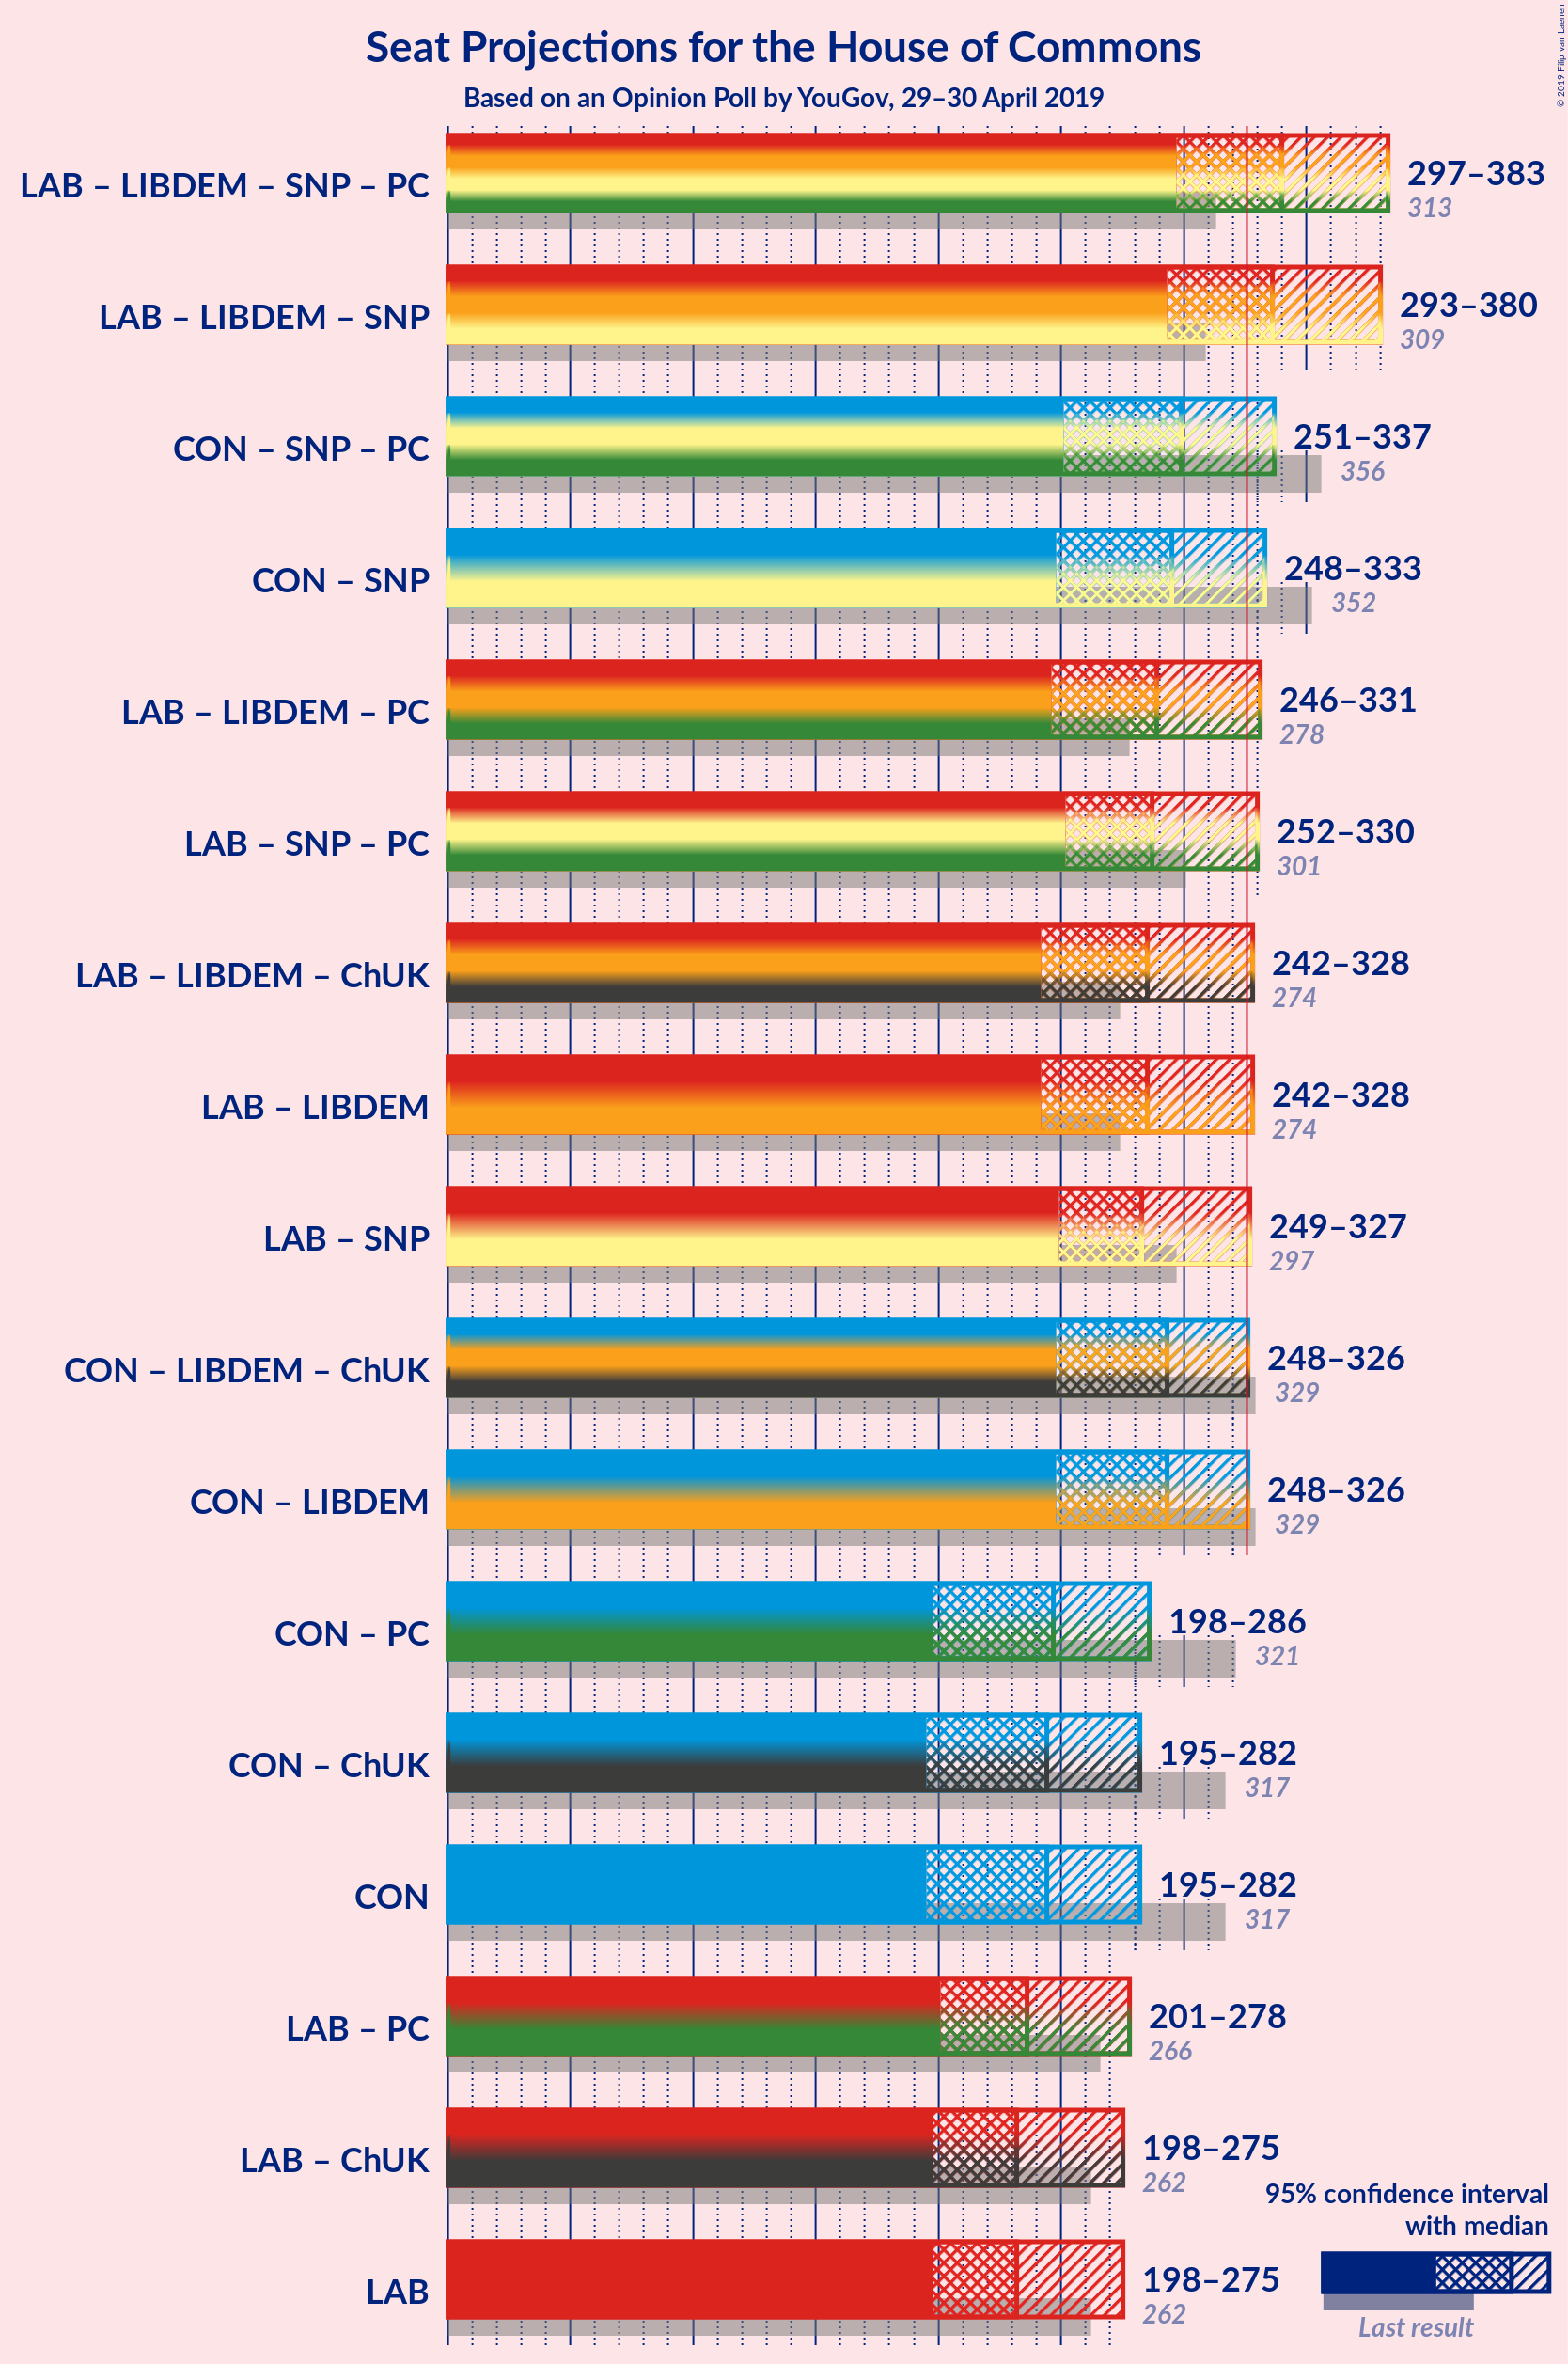 Seat Projections for the House of Commons
Based on an Opinion Poll by YouGov, 29–30 April 2019
© 2019 Filip van Laenen
LAB – LIBDEM – SNP – PC
297–383
313
LAB – LIBDEM – SNP
293–380
309
CON – SNP – PC
251–337
356
CON – SNP
248–333
352
LAB – LIBDEM – PC
246–331
278
LAB – SNP – PC
252–330
301
LAB – LIBDEM – ChUK
242–328
274
LAB – LIBDEM
242–328
274
LAB – SNP
249–327
297
CON – LIBDEM – ChUK
248–326
329
CON – LIBDEM
248–326
329
CON – PC
198–286
321
CON – ChUK
195–282
317
CON
195–282
317
LAB – PC
201–278
266
LAB – ChUK
198–275
262
LAB
198–275
262
95% confidence interval
with median
Last result